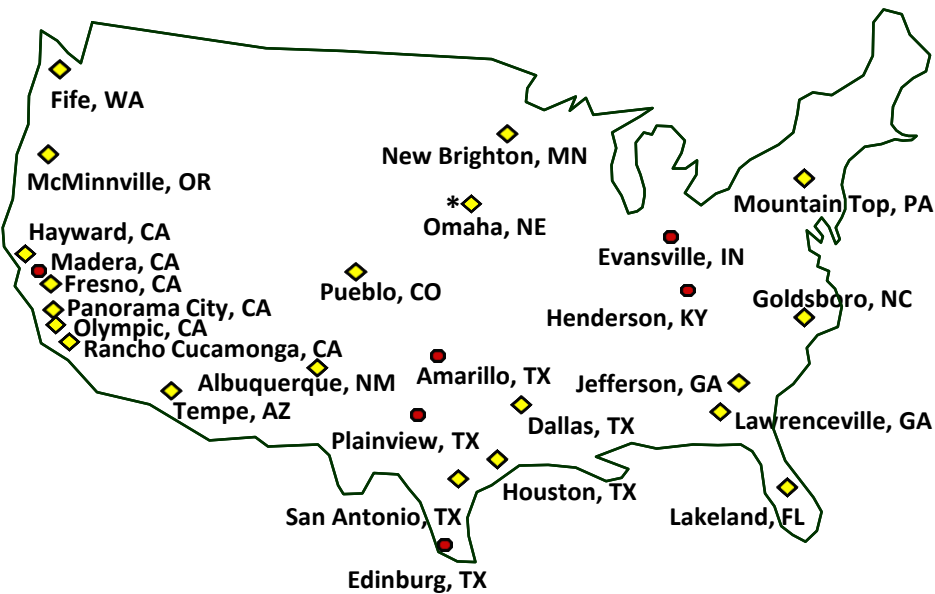 Fife, WA
New Brighton, MN
McMinnville, OR
Mountain Top, PA
*
Omaha, NE
Hayward, CA
Evansville, IN
Madera, CA
Fresno, CA
Pueblo, CO
Goldsboro, NC
Panorama City, CA
Henderson, KY
Olympic, CA
Rancho Cucamonga, CA
Albuquerque, NM
Amarillo, TX
Jefferson, GA
Tempe, AZ
Dallas, TX
Lawrenceville, GA
Plainview, TX
Houston, TX
San Antonio, TX
Lakeland, FL
Edinburg, TX